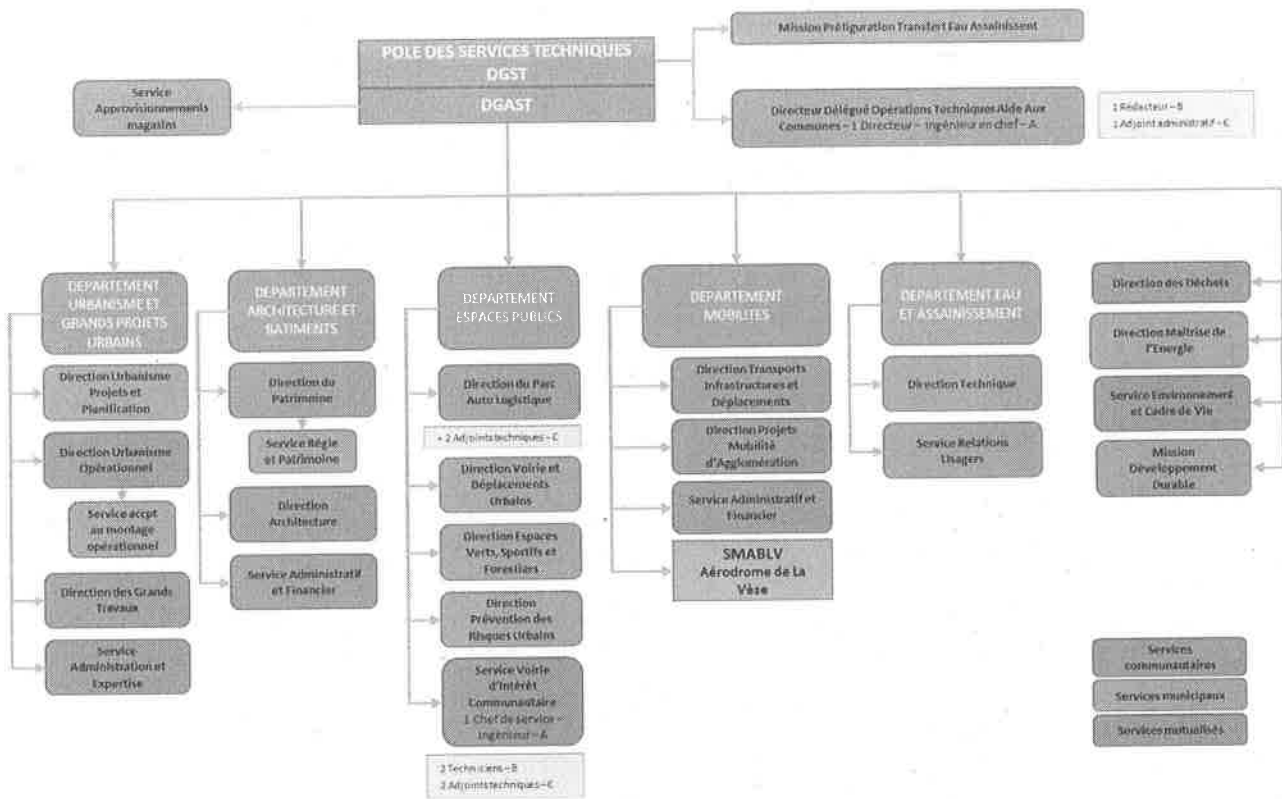 Mission Préfiguration Transfert Eau Assainissent
POLE DES SERVICES TECHNIQUES
DGST
DGAST
Service
Approvisionnements
magasins
Directeur Délégué Opérations Techniques Aide Aux
Communes – 1 Directeur – Ingénieur en chef – A
1 Rédacteur – B
1 Adjoint administratif – C
DEPARTEMENT
URBANISME ET
GRANDS PROJETS
URBAINS
Direction Urbanisme
Projets et
Planification
Direction Urbanisme
Opérationnel
Service accpt
au montage
opérationnel
Direction des Grands
Travaux
Service
Administration et
Expertise
DEPARTEMENT
ARCHITECTURE ET
BATIMENTS
Direction du
Patrimoine
Service Régie
et Patrimoine
Direction
Architecture
Service Administratif
et Financier
DEPARTEMENT
ESPACES PUBLICS
Direction du Parc
Auto Logistique
+ 2 Adjoints techniques – C
Direction Voirie et
Déplacements
Urbains
Direction Espaces
Verts, Sportifs et
Forestiers
Direction
Prévention des
Risques Urbains
Service Voirie
d'Intérêt
Communautaire
1 Chef de service –
Ingénieur – A
2 Techniciens – B
2 Adjoints techniques – C
DEPARTEMENT
MOBILITES
Direction Transports
Infrastructures et
Déplacements
Direction Projets
Mobilité
d'Agglomération
Service Administratif et
Financier
SMABLV
Aérodrome de La
Vèze
DEPARTEMENT EAU
ET ASSAINISSEMENT
Direction Technique
Service Relations
Usagers
Direction des Déchets
Direction Maîtrise de
l'Energie
Service Environnement
et Cadre de Vie
Mission
Développement
Durable
Services
communautaires
Services municipaux
Services mutualisés